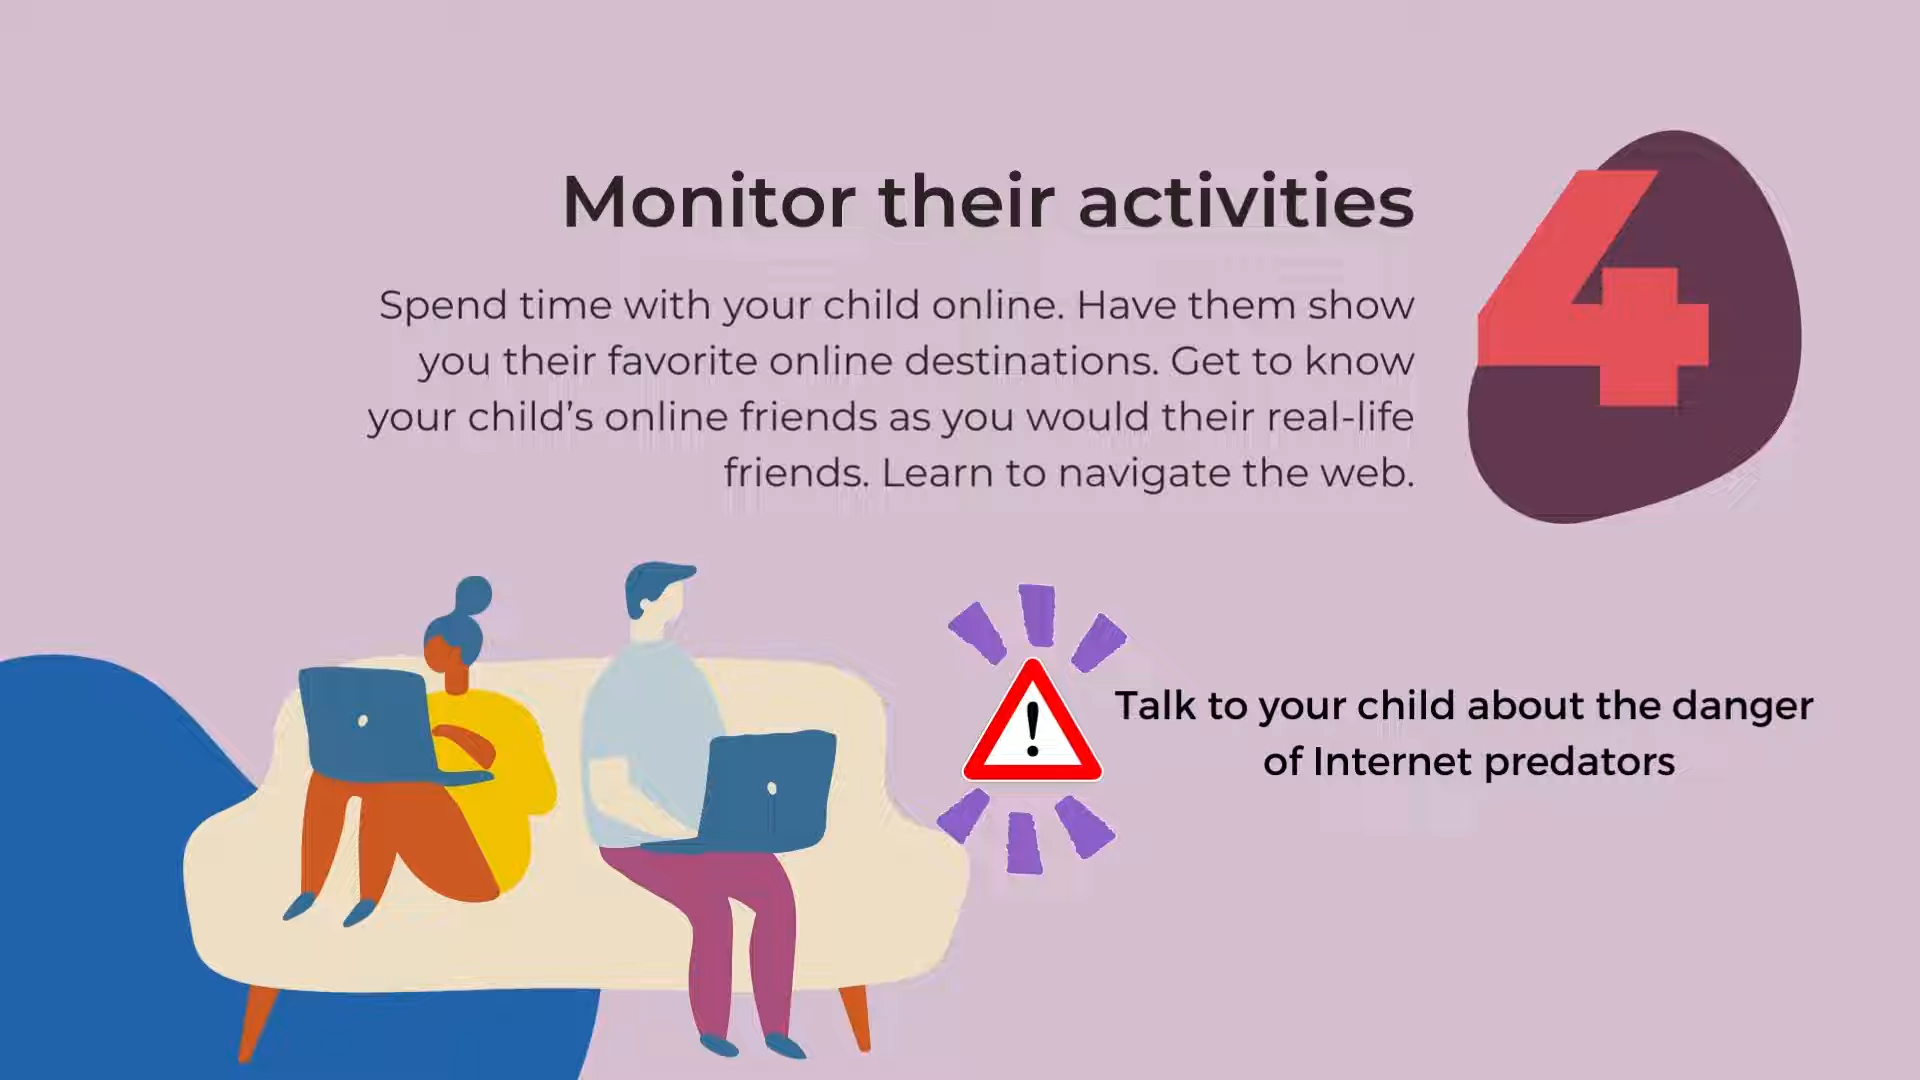 Monitor their activities
4
Spend time with your child online. Have them show
you their favorite online destinations. Get to know
your child’s online friends as you would their real-life
friends. Learn to navigate the web.
!
Talk to your child about the danger
of Internet predators